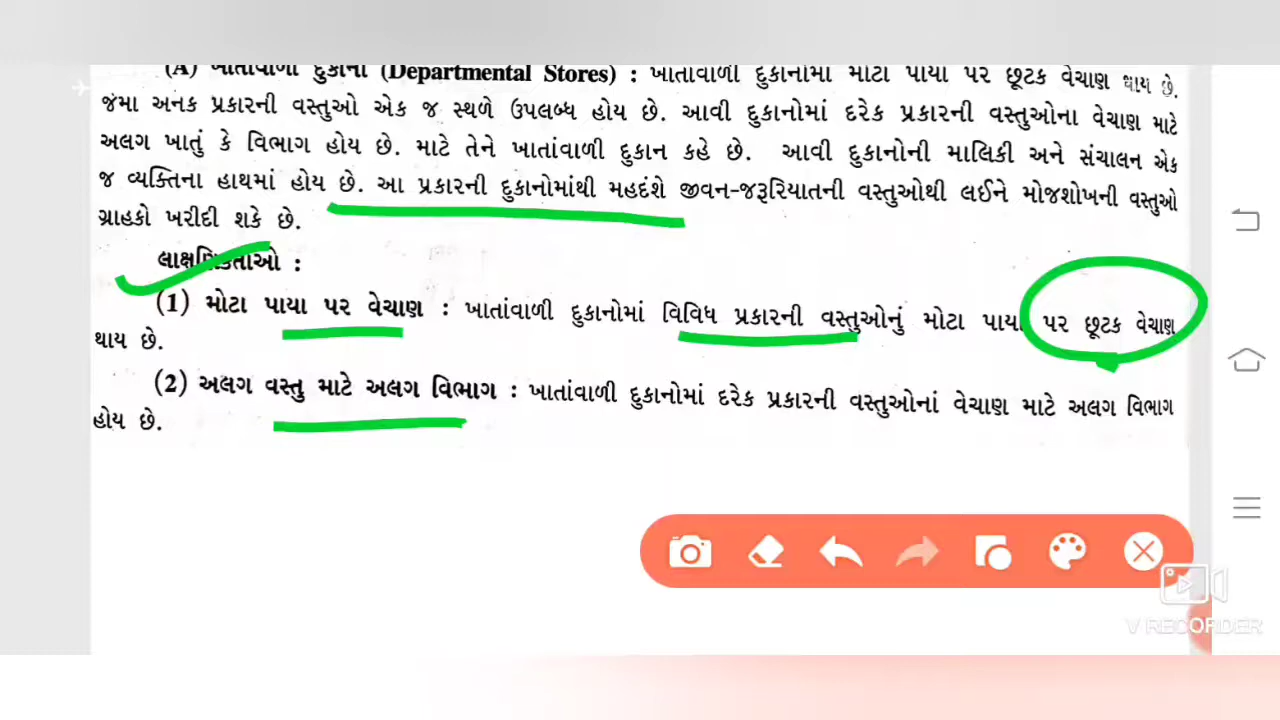 (A) ખાતાંવાળી દુકાનો (Departmental Stores) : ખાતાંવાળી દુકાનોમાં મોટા પાયા પર છૂટક વેચાણ થાય છે.
જેમાં અનેક પ્રકારની વસ્તુઓ એક જ સ્થળે ઉપલબ્ધ હોય છે. આવી દુકાનોમાં દરેક પ્રકારની વસ્તુઓના વેચાણ માટે
અલગ ખાતું કે વિભાગ હોય છે. માટે તેને ખાતાંવાળી દુકાન કહે છે. આવી દુકાનોની માલિકી અને સંચાલન એક
જ વ્યક્તિના હાથમાં હોય છે. આ પ્રકારની દુકાનોમાંથી મહદંશે જીવન-જરૂરિયાતની વસ્તુઓથી લઈને મોજશોખની વસ્તુઓ
ગ્રાહકો ખરીદી શકે છે.
લાક્ષણિકતાઓ :
(1) મોટા પાયા પર વેચાણ : ખાતાંવાળી દુકાનોમાં વિવિધ પ્રકારની વસ્તુઓનું મોટા પાયા પર છૂટક વેચાણ
થાય છે.
(2) અલગ વસ્તુ માટે અલગ વિભાગ : ખાતાંવાળી દુકાનોમાં દરેક પ્રકારની વસ્તુઓનાં વેચાણ માટે અલગ વિભાગ
હોય છે.
V RECORDER